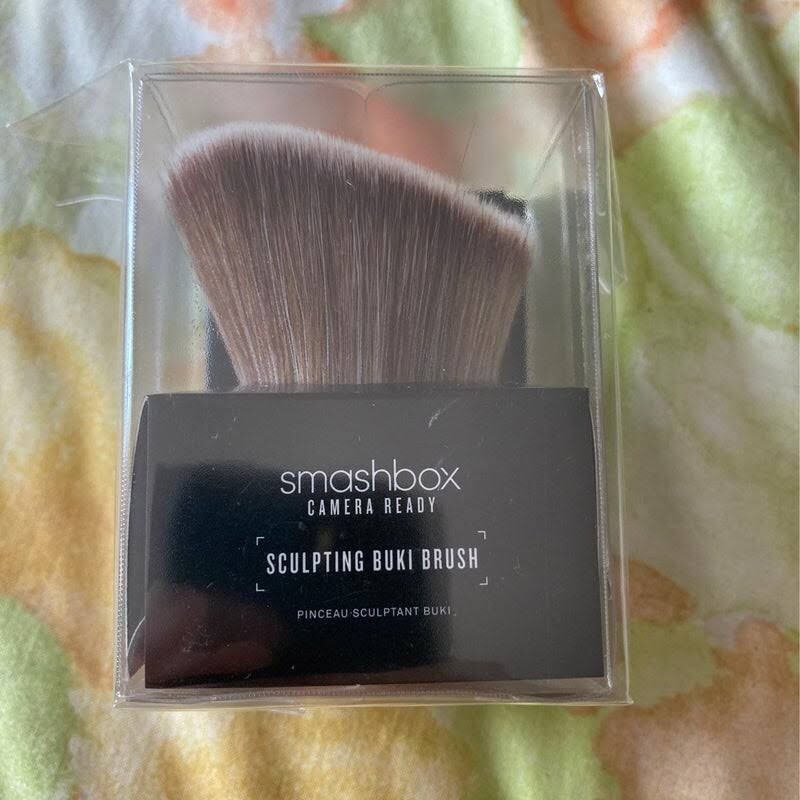 smashbox
CAMERA READY
SCULPTING BUKI BRUSH
PINCEAU SCULPTANT BUKI